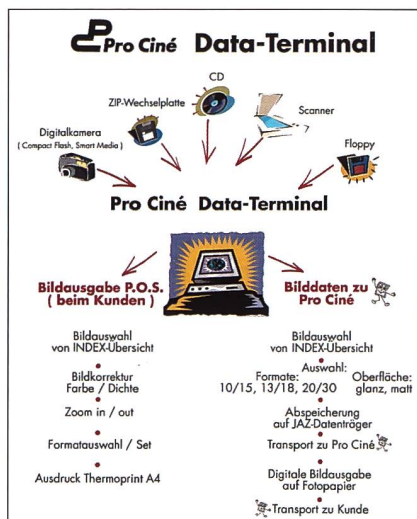 Pro Ciné Data-Terminal
CD
ZIP-Wechselplatte
Scanner
Digitalkamera
( Compact Flash, Smart Media )
Floppy
Pro Ciné Data-Terminal
Bildausgabe P.O.S.
( beim Kunden )
Bildauswahl
von INDEX-Übersicht
Bildkorrektur
Farbe / Dichte
Zoom in / out
Formatauswahl / Set
Ausdruck Thermoprint A4
Bilddaten zu
Pro Ciné
Bildauswahl
von INDEX-Übersicht
Auswahl:
Formate: Oberfläche:
10/15, 13/18, 20/30 glanz, matt
Abspeicherung
auf JAZ-Datenträger
Transport zu Pro Ciné
Digitale Bildausgabe
auf Fotopapier
Transport zu Kunde